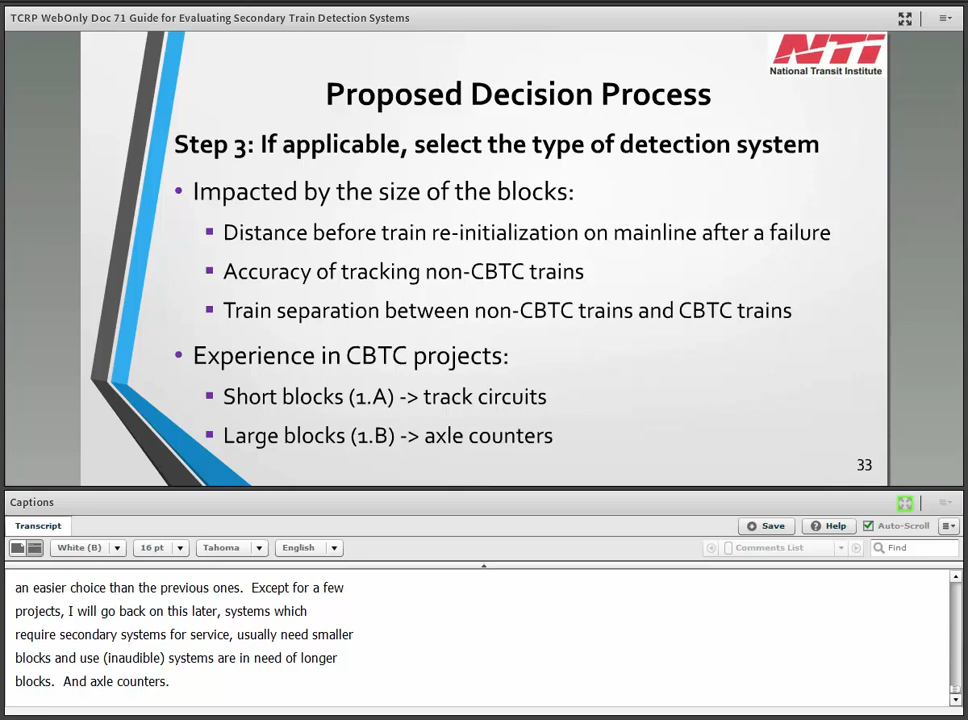 TCRP WebOnly Doc 71 Guide for Evaluating Secondary Train Detection Systems
NTI
National Transit Institute
Proposed Decision Process
Step 3: If applicable, select the type of detection system
• Impacted by the size of the blocks:
▪ Distance before train re-initialization on mainline after a failure
▪ Accuracy of tracking non-CBTC trains
▪ Train separation between non-CBTC trains and CBTC trains
• Experience in CBTC projects:
▪ Short blocks (1.A) -> track circuits
▪ Large blocks (1.B) -> axle counters
33
Captions
Transcript
Save
Help
Auto-Scroll
White (B)
16 pt
Tahoma
English
Comments List
Find
an easier choice than the previous ones.  Except for a few
projects, I will go back on this later, systems which
require secondary systems for service, usually need smaller
blocks and use (inaudible) systems are in need of longer
blocks.  And axle counters.